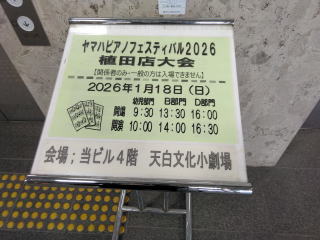 ヤマハピアノフェスティバル2026
植田店大会
【関係者のみ・一般の方は入場できません】
2026年1月18日（日）
幼児部門 B部門 D部門
開場 9:30 13:30 16:00
開演 10:00 14:00 16:30
会場；当ビル４階 天白文化小劇場